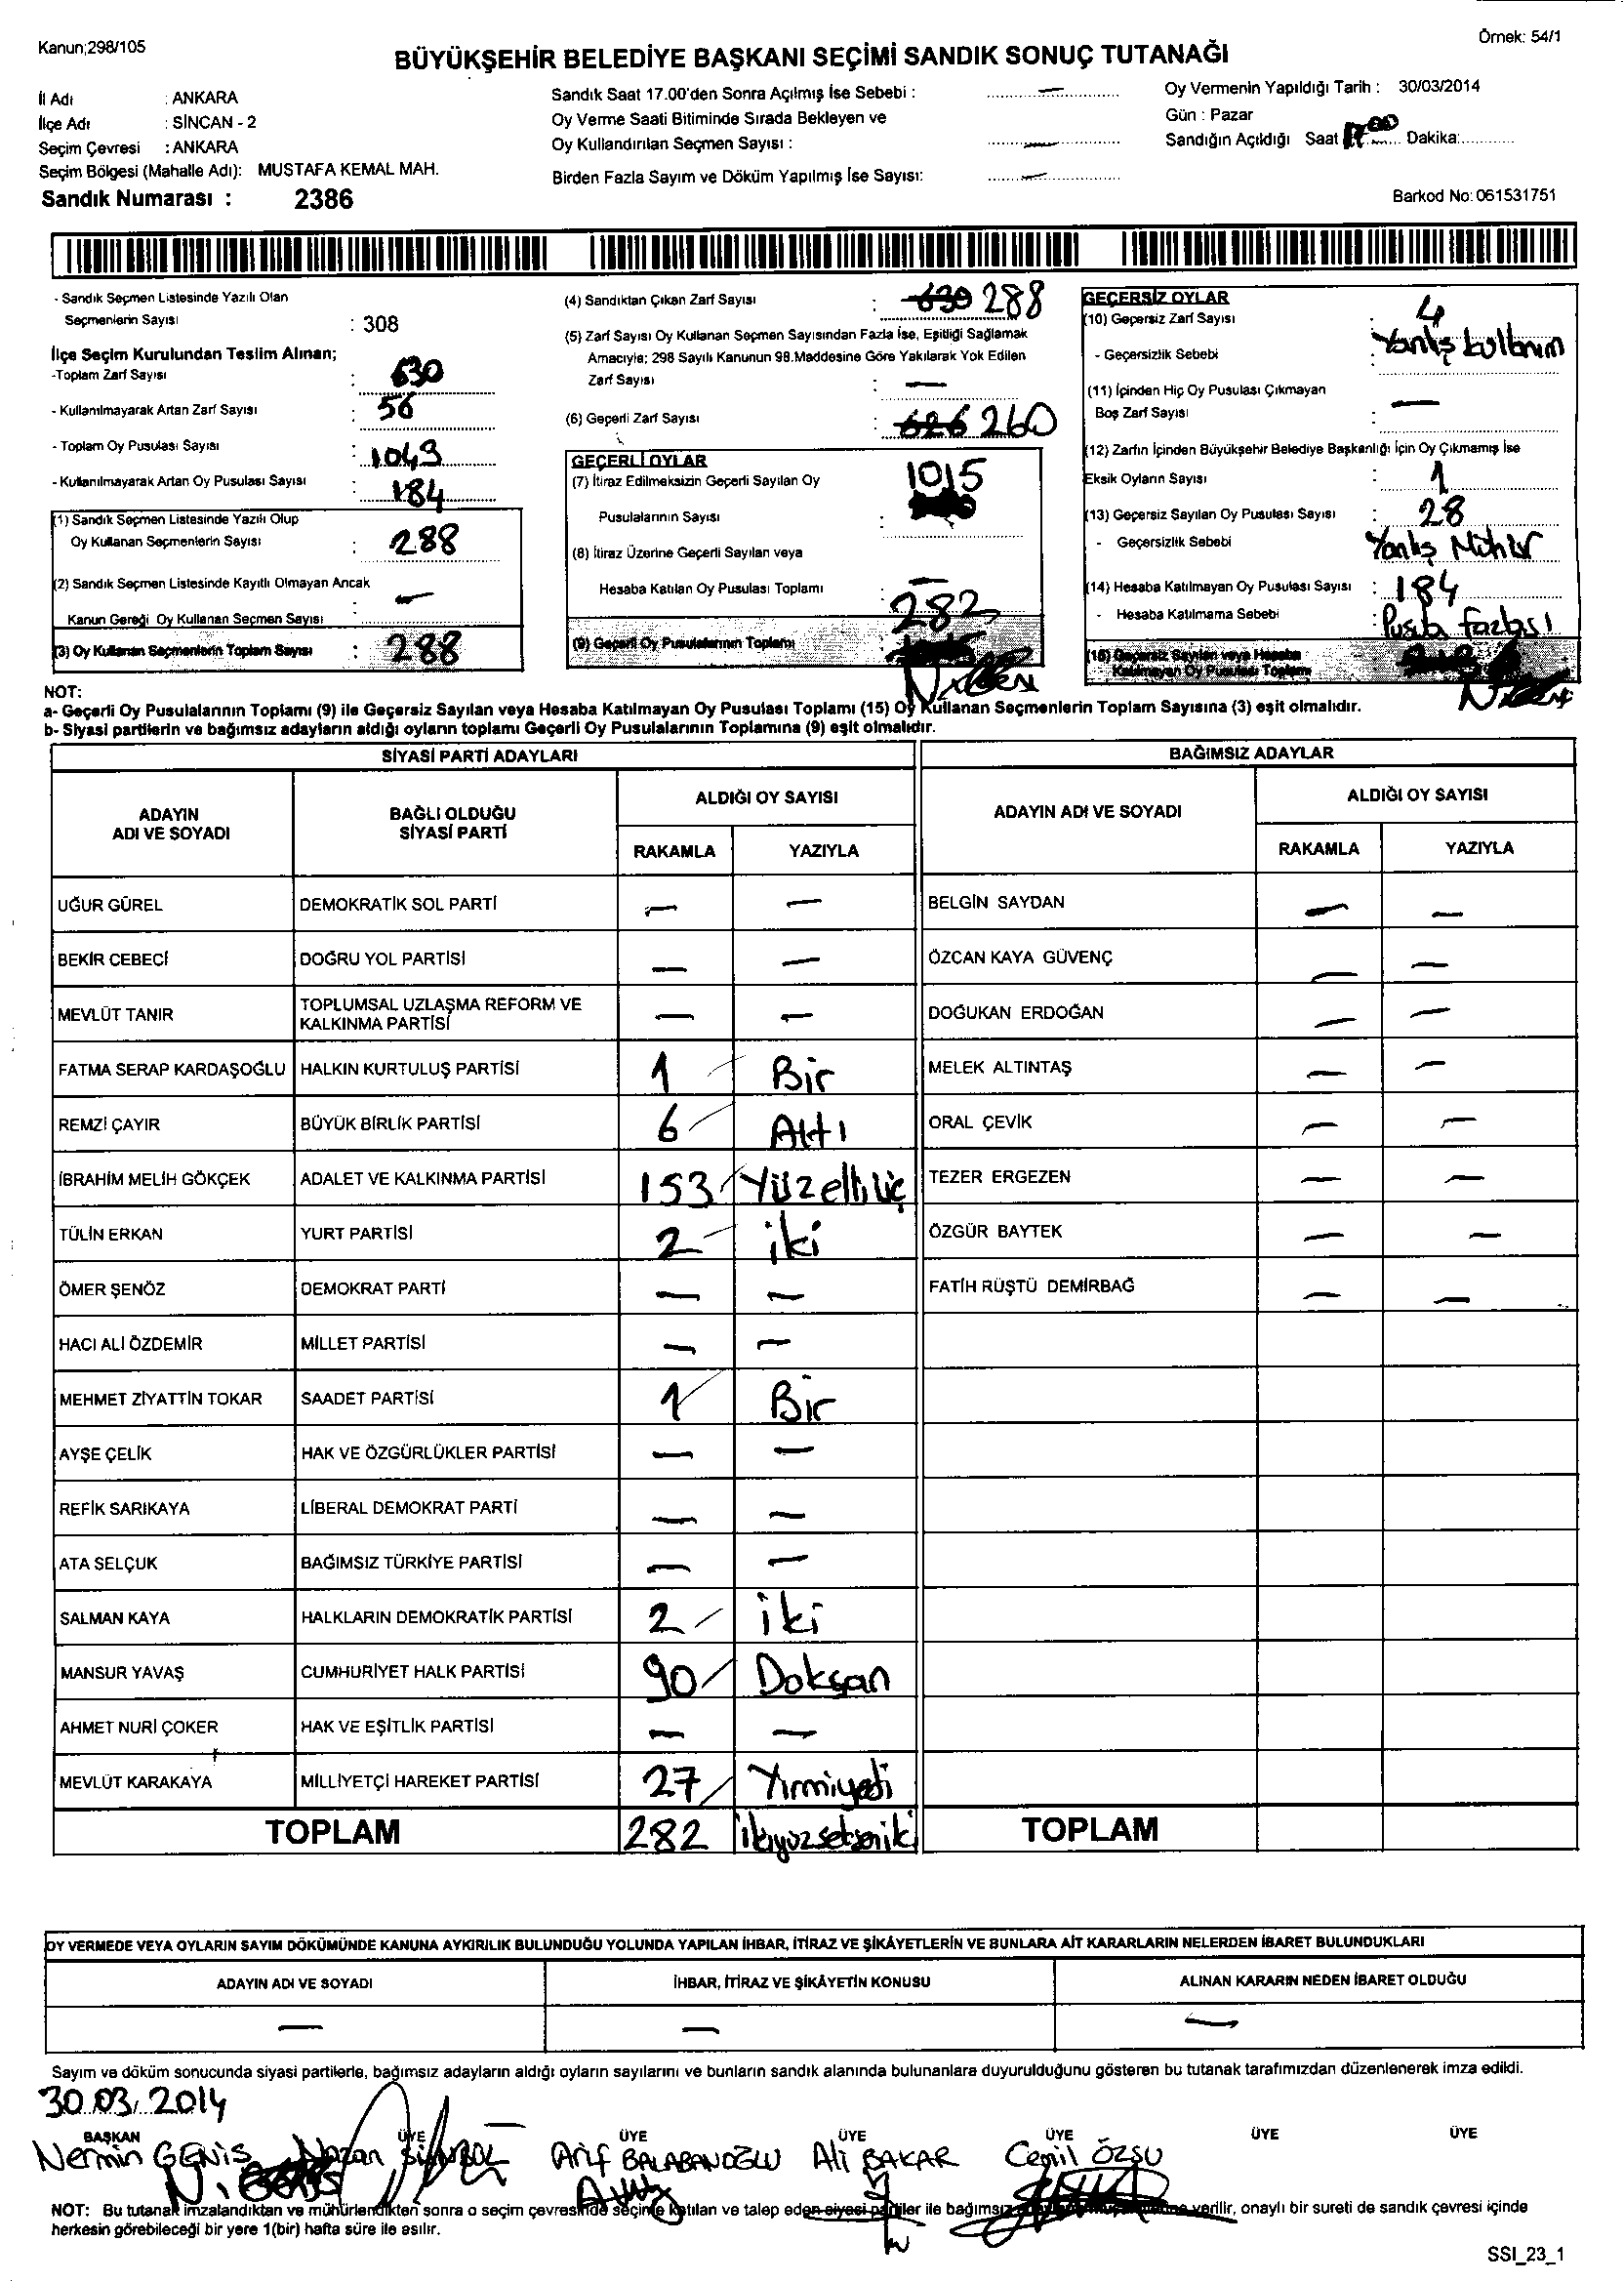 Kanun;298/105
Örnek: 54/1
BÜYÜKŞEHİR BELEDİYE BAŞKANI SEÇİMİ SANDIK SONUÇ TUTANAĞI
İl Adı : ANKARA
İlçe Adı : SİNCAN - 2
Seçim Çevresi : ANKARA
Seçim Bölgesi (Mahalle Adı): MUSTAFA KEMAL MAH.
Sandık Numarası : 2386
Sandık Saat 17.00'den Sonra Açılmış İse Sebebi : —
Oy Verme Saati Bitiminde Sırada Bekleyen ve
Oy Kullandırılan Seçmen Sayısı : —
Birden Fazla Sayım ve Döküm Yapılmış İse Sayısı: —
Oy Vermenin Yapıldığı Tarih : 30/03/2014
Gün : Pazar
Sandığın Açıldığı Saat Dakika:
Barkod No: 061531751
- Sandık Seçmen Listesinde Yazılı Olan
Seçmenlerin Sayısı : 308
İlçe Seçim Kurulundan Teslim Alınan;
-Toplam Zarf Sayısı : 630
- Kullanılmayarak Artan Zarf Sayısı : 56
- Toplam Oy Pusulası Sayısı : 1043
- Kullanılmayarak Artan Oy Pusulası Sayısı : 184
(1) Sandık Seçmen Listesinde Yazılı Olup
Oy Kullanan Seçmenlerin Sayısı : 288
(2) Sandık Seçmen Listesinde Kayıtlı Olmayan Ancak
Kanun Gereği Oy Kullanan Seçmen Sayısı : —
(3) Oy Kullanan Seçmenlerin Toplam Sayısı : 288
(4) Sandıktan Çıkan Zarf Sayısı : 630 288
(5) Zarf Sayısı Oy Kullanan Seçmen Sayısından Fazla İse, Eşitliği Sağlamak
Amacıyla; 298 Sayılı Kanunun 98.Maddesine Göre Yakılarak Yok Edilen
Zarf Sayısı : —
(6) Geçerli Zarf Sayısı : 626 260
GEÇERLİ OYLAR
(7) İtiraz Edilmeksizin Geçerli Sayılan Oy
Pusulalarının Sayısı : 1015
(8) İtiraz Üzerine Geçerli Sayılan veya
Hesaba Katılan Oy Pusulası Toplamı : —
(9) Geçerli Oy Pusulalarının Toplamı 282
GEÇERSİZ OYLAR
(10) Geçersiz Zarf Sayısı : 4
- Geçersizlik Sebebi : Yanlış kullanım
(11) İçinden Hiç Oy Pusulası Çıkmayan
Boş Zarf Sayısı : —
(12) Zarfın İçinden Büyükşehir Belediye Başkanlığı İçin Oy Çıkmamış İse
Eksik Oyların Sayısı : 1
(13) Geçersiz Sayılan Oy Pusulası Sayısı : 28
- Geçersizlik Sebebi Yanlış Mühür
(14) Hesaba Katılmayan Oy Pusulası Sayısı : 184
- Hesaba Katılmama Sebebi : Pusula fazlası
(15) Geçersiz Sayılan veya Hesaba
Katılmayan Oy Pusulası Toplamı
NOT:
a- Geçerli Oy Pusulalarının Toplamı (9) ile Geçersiz Sayılan veya Hesaba Katılmayan Oy Pusulası Toplamı (15) Oy Kullanan Seçmenlerin Toplam Sayısına (3) eşit olmalıdır.
b- Siyasi partilerin ve bağımsız adayların aldığı oyların toplamı Geçerli Oy Pusulalarının Toplamına (9) eşit olmalıdır.
SİYASİ PARTİ ADAYLARI BAĞIMSIZ ADAYLAR
ADAYIN ADI VE SOYADI BAĞLI OLDUĞU SİYASİ PARTİ ALDIĞI OY SAYISI ADAYIN ADI VE SOYADI ALDIĞI OY SAYISI
RAKAMLA YAZIYLA RAKAMLA YAZIYLA
UĞUR GÜREL DEMOKRATİK SOL PARTİ — — BELGİN SAYDAN — —
BEKİR CEBECİ DOĞRU YOL PARTİSİ — — ÖZCAN KAYA GÜVENÇ — —
MEVLÜT TANIR TOPLUMSAL UZLAŞMA REFORM VE KALKINMA PARTİSİ — — DOĞUKAN ERDOĞAN — —
FATMA SERAP KARDAŞOĞLU HALKIN KURTULUŞ PARTİSİ 1 Bir MELEK ALTINTAŞ — —
REMZİ ÇAYIR BÜYÜK BİRLİK PARTİSİ 6 Altı ORAL ÇEVİK — —
İBRAHİM MELİH GÖKÇEK ADALET VE KALKINMA PARTİSİ 153 Yüzelliüç TEZER ERGEZEN — —
TÜLİN ERKAN YURT PARTİSİ 2 iki ÖZGÜR BAYTEK — —
ÖMER ŞENÖZ DEMOKRAT PARTİ — — FATİH RÜŞTÜ DEMİRBAĞ — —
HACI ALİ ÖZDEMİR MİLLET PARTİSİ — —
MEHMET ZİYATTİN TOKAR SAADET PARTİSİ 1 Bir
AYŞE ÇELİK HAK VE ÖZGÜRLÜKLER PARTİSİ — —
REFİK SARIKAYA LİBERAL DEMOKRAT PARTİ — —
ATA SELÇUK BAĞIMSIZ TÜRKİYE PARTİSİ — —
SALMAN KAYA HALKLARIN DEMOKRATİK PARTİSİ 2 iki
MANSUR YAVAŞ CUMHURİYET HALK PARTİSİ 90 Doksan
AHMET NURİ ÇOKER HAK VE EŞİTLİK PARTİSİ — —
MEVLÜT KARAKAYA MİLLİYETÇİ HAREKET PARTİSİ 27 Yirmiyedi
TOPLAM 282 ikiyüzsekseniki TOPLAM
OY VERMEDE VEYA OYLARIN SAYIM DÖKÜMÜNDE KANUNA AYKIRILIK BULUNDUĞU YOLUNDA YAPILAN İHBAR, İTİRAZ VE ŞİKÂYETLERİN VE BUNLARA AİT KARARLARIN NELERDEN İBARET BULUNDUKLARI
ADAYIN ADI VE SOYADI İHBAR, İTİRAZ VE ŞİKÂYETİN KONUSU ALINAN KARARIN NEDEN İBARET OLDUĞU
— — —
Sayım ve döküm sonucunda siyasi partilerle, bağımsız adayların aldığı oyların sayılarını ve bunların sandık alanında bulunanlara duyurulduğunu gösteren bu tutanak tarafımızdan düzenlenerek imza edildi.
30.03.2014
BAŞKAN ÜYE ÜYE ÜYE ÜYE ÜYE ÜYE
Nermin GENİŞ Nazan Arif BALABANOĞLU Ali BAKAR Cemil ÖZSU
NOT: Bu tutanak imzalandıktan ve mühürlendikten sonra o seçim çevresinde seçime katılan ve talep eden siyasi partiler ile bağımsız verilir, onaylı bir sureti de sandık çevresi içinde
herkesin görebileceği bir yere 1(bir) hafta süre ile asılır.
SSI_23_1